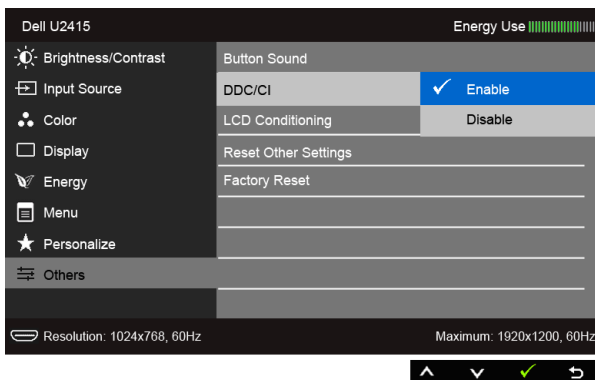 Dell U2415 Energy Use
Brightness/Contrast Button Sound
Input Source DDC/CI Enable
Color LCD Conditioning Disable
Display Reset Other Settings
Energy Factory Reset
Menu
Personalize
Others
Resolution: 1024x768, 60Hz Maximum: 1920x1200, 60Hz